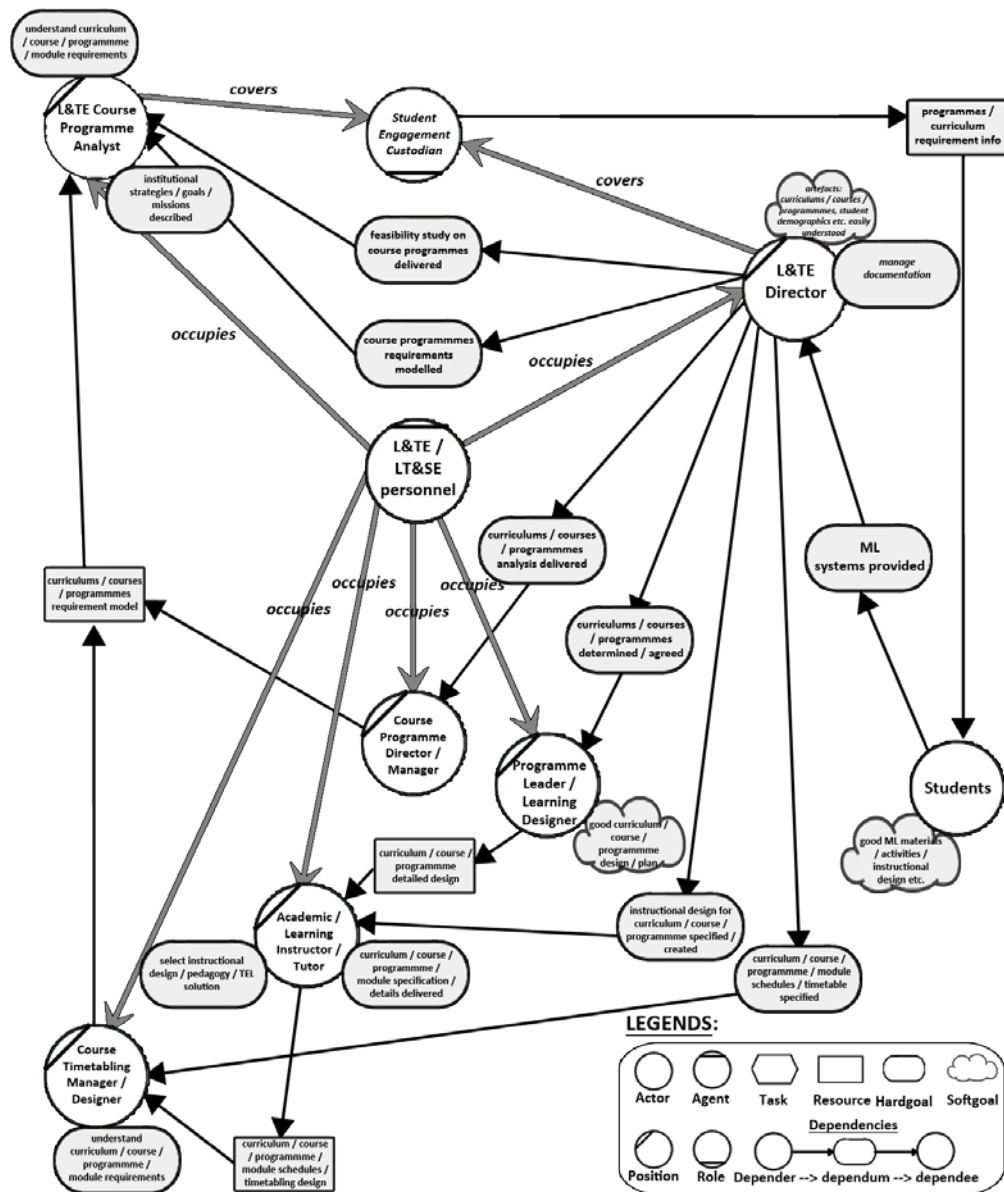 understand curriculum
/ course / programmme
/ module requirements
L&TE Course
Programme
Analyst
covers
Student
Engagement
Custodian
programmes /
curriculum
requirement info
institutional
strategies / goals /
missions
described
covers
artefacts:
curriculums / courses
/ programmmes, student
demographics etc. easily
understood
feasibility study on
course programmes
delivered
L&TE
Director
manage
documentation
occupies
course programmmes
requirements
modelled
occupies
L&TE /
LT&SE
personnel
curriculums / courses
/ programmmes
analysis delivered
ML
systems provided
curriculums / courses
/ programmmes
requirement model
occupies
occupies
occupies
occupies
curriculums / courses
/ programmmes
determined / agreed
Course
Programme
Director /
Manager
Programme
Leader /
Learning
Designer
Students
good curriculum /
course /
programmme
design / plan
good ML materials
/ activities /
instructional
design etc.
curriculum / course /
programmme
detailed design
Academic /
Learning
Instructor /
Tutor
instructional design for
curriculum / course /
programmme specified /
created
select instructional
design / pedagogy / TEL
solution
curriculum / course /
programmme /
module specification /
details delivered
curriculum / course /
programmme / module
schedules / timetable
specified
Course
Timetabling
Manager /
Designer
understand
curriculum / course /
programmme /
module requirements
curriculum / course
/ programmme /
module schedules /
timetabling design
LEGENDS:
Actor Agent Task Resource Hardgoal Softgoal
Dependencies
Position Role Depender --> dependum --> dependee